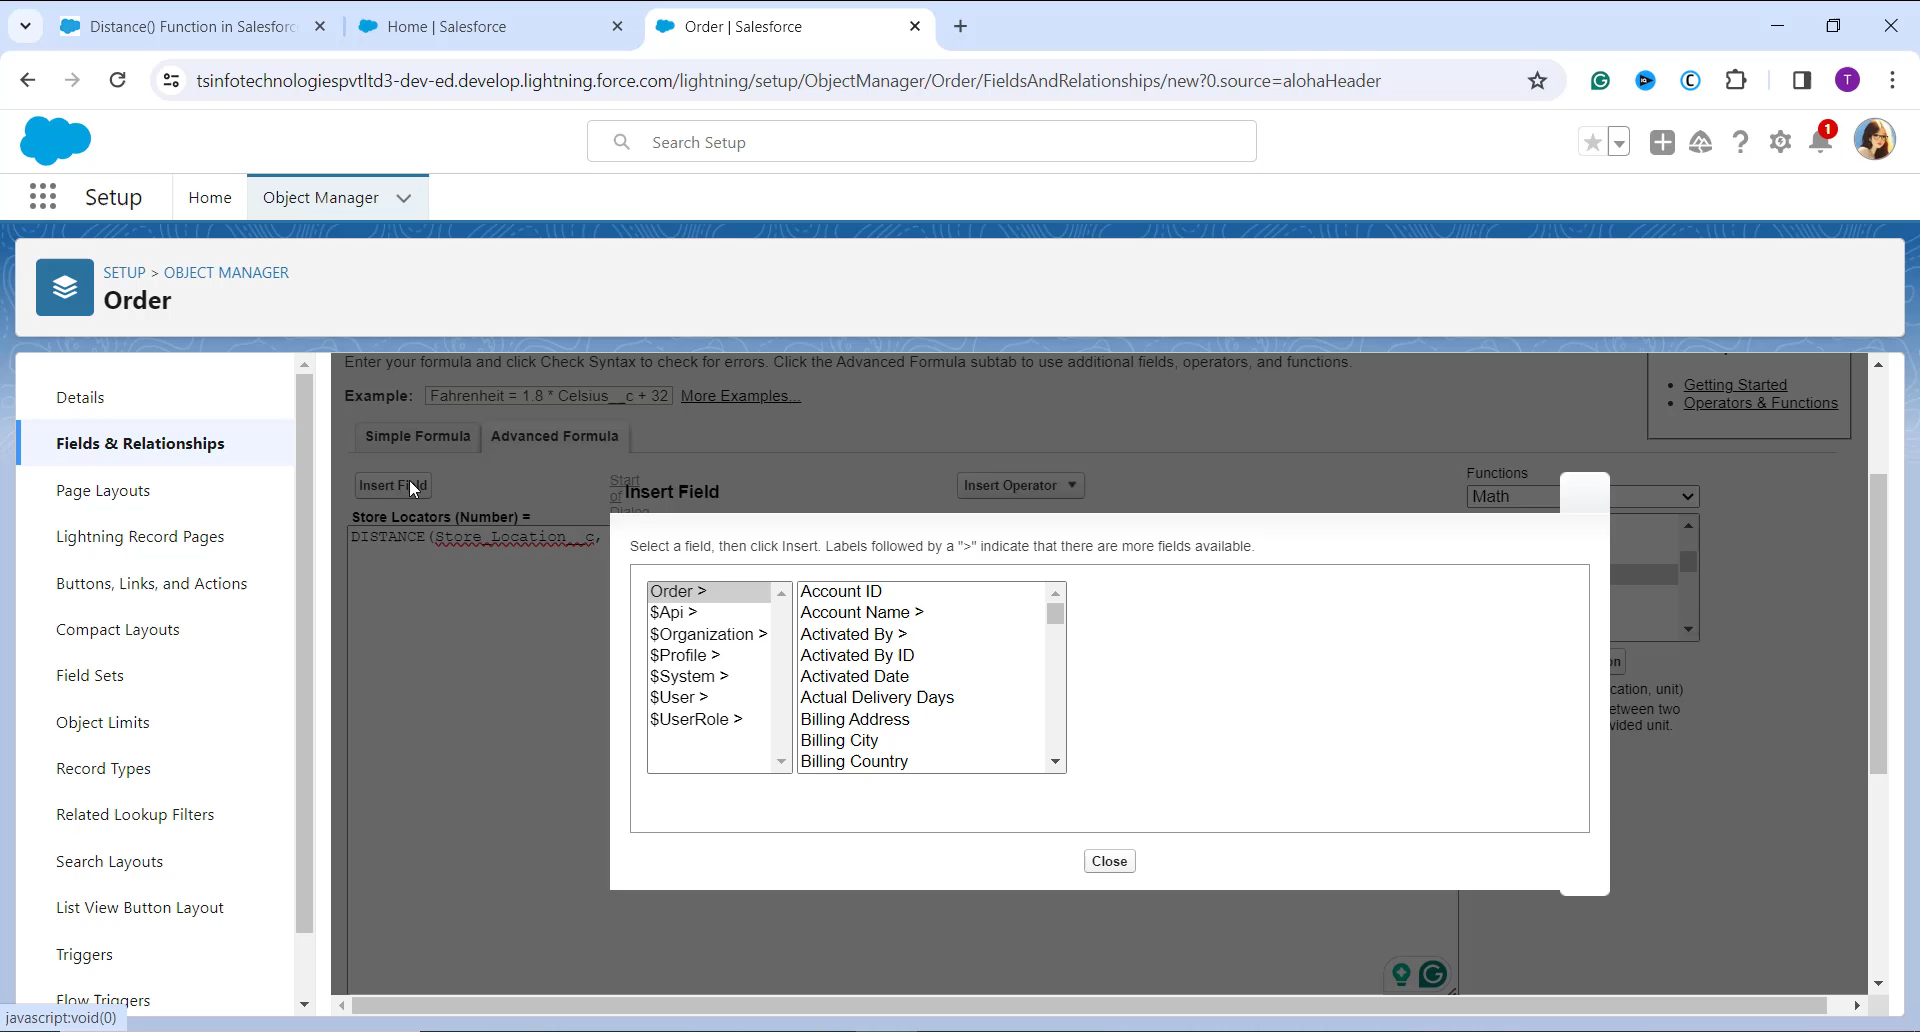 Distance() Function in Salesforc
Home | Salesforce
Order | Salesforce
tsinfotechnologiespvtltd3-dev-ed.develop.lightning.force.com/lightning/setup/ObjectManager/Order/FieldsAndRelationships/new?0.source=alohaHeader
T
Search Setup
1
Setup
Home
Object Manager
SETUP > OBJECT MANAGER
Order
Details
Fields & Relationships
Page Layouts
Lightning Record Pages
Buttons, Links, and Actions
Compact Layouts
Field Sets
Object Limits
Record Types
Related Lookup Filters
Search Layouts
List View Button Layout
Triggers
Flow Triggers
javascript:void(0)
Enter your formula and click Check Syntax to check for errors. Click the Advanced Formula subtab to use additional fields, operators, and functions.
Example: Fahrenheit = 1.8 * Celsius__c + 32 More Examples...
Getting Started
Operators & Functions
Simple Formula
Advanced Formula
Insert Field
Start
of
Dialog
Insert Operator
Functions
Math
Store Locators (Number) =
DISTANCE(Store_Location__c,
Insert Field
Select a field, then click Insert. Labels followed by a ">" indicate that there are more fields available.
Order >
$Api >
$Organization >
$Profile >
$System >
$User >
$UserRole >
Account ID
Account Name >
Activated By >
Activated By ID
Activated Date
Actual Delivery Days
Billing Address
Billing City
Billing Country
Close
on
cation, unit)
etween two
vided unit.